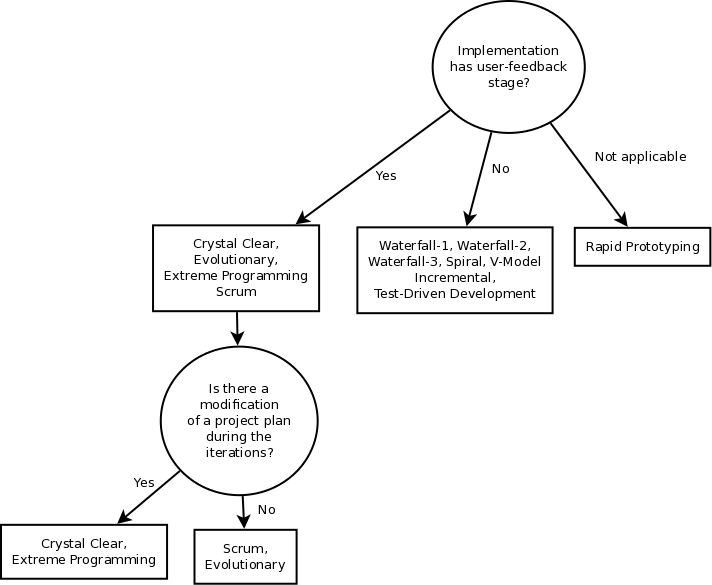 Implementation
has user-feedback
stage?
Yes
No
Not applicable
Crystal Clear,
Evolutionary,
Extreme Programming
Scrum
Waterfall-1, Waterfall-2,
Waterfall-3, Spiral, V-Model
Incremental,
Test-Driven Development
Rapid Prototyping
Is there a
modification
of a project plan
during the
iterations?
Yes
No
Crystal Clear,
Extreme Programming
Scrum,
Evolutionary